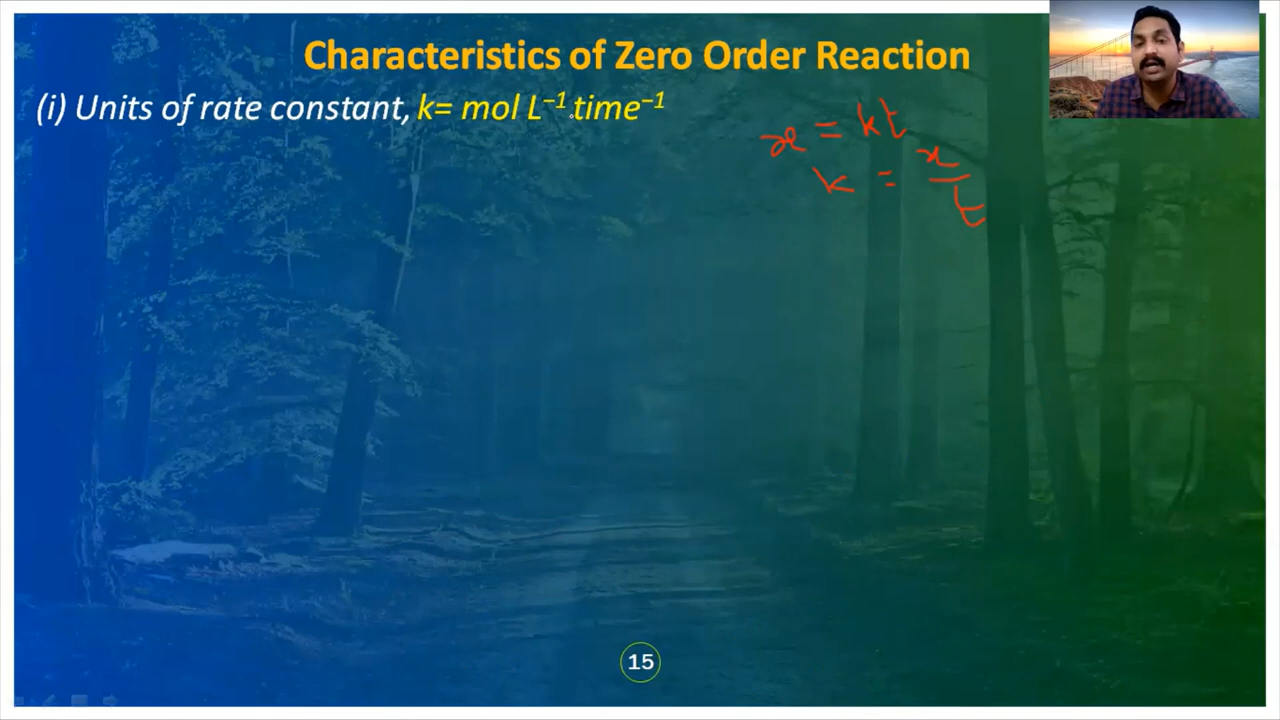 Characteristics of Zero Order Reaction
(i) Units of rate constant, k= mol L⁻¹ time⁻¹
x = kt
k = x/t
15